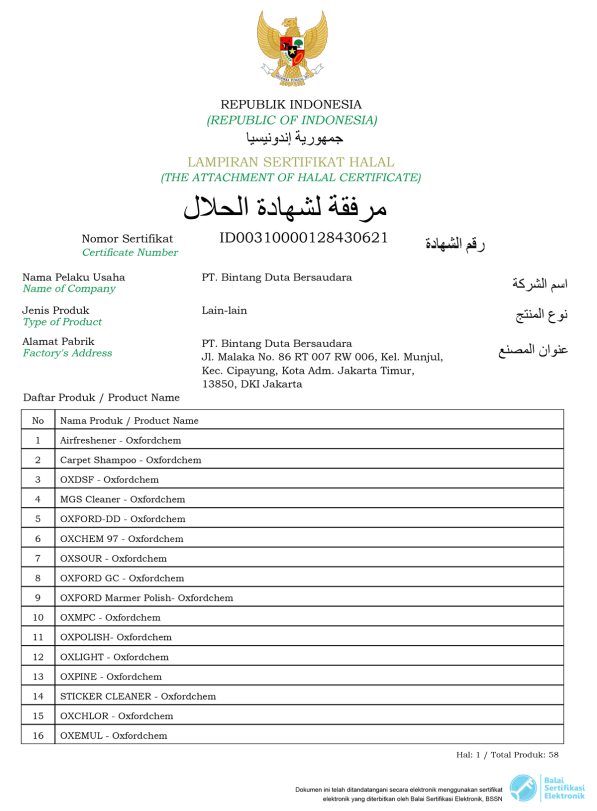 REPUBLIK INDONESIA
(REPUBLIC OF INDONESIA)
جمهورية إندونيسيا
LAMPIRAN SERTIFIKAT HALAL
(THE ATTACHMENT OF HALAL CERTIFICATE)
مرفقة لشهادة الحلال
Nomor Sertifikat ID00310000128430621 رقم الشهادة
Certificate Number
Nama Pelaku Usaha PT. Bintang Duta Bersaudara اسم الشركة
Name of Company
Jenis Produk Lain-lain نوع المنتج
Type of Product
Alamat Pabrik PT. Bintang Duta Bersaudara عنوان المصنع
Factory's Address Jl. Malaka No. 86 RT 007 RW 006, Kel. Munjul,
Kec. Cipayung, Kota Adm. Jakarta Timur,
13850, DKI Jakarta
Daftar Produk / Product Name
No Nama Produk / Product Name
1 Airfreshener - Oxfordchem
2 Carpet Shampoo - Oxfordchem
3 OXDSF - Oxfordchem
4 MGS Cleaner - Oxfordchem
5 OXFORD-DD - Oxfordchem
6 OXCHEM 97 - Oxfordchem
7 OXSOUR - Oxfordchem
8 OXFORD GC - Oxfordchem
9 OXFORD Marmer Polish- Oxfordchem
10 OXMPC - Oxfordchem
11 OXPOLISH- Oxfordchem
12 OXLIGHT - Oxfordchem
13 OXPINE - Oxfordchem
14 STICKER CLEANER - Oxfordchem
15 OXCHLOR - Oxfordchem
16 OXEMUL - Oxfordchem
Hal: 1 / Total Produk: 58
Dokumen ini telah ditandatangani secara elektronik menggunakan sertifikat
elektronik yang diterbitkan oleh Balai Sertifikasi Elektronik, BSSN
Balai
Sertifikasi
Elektronik